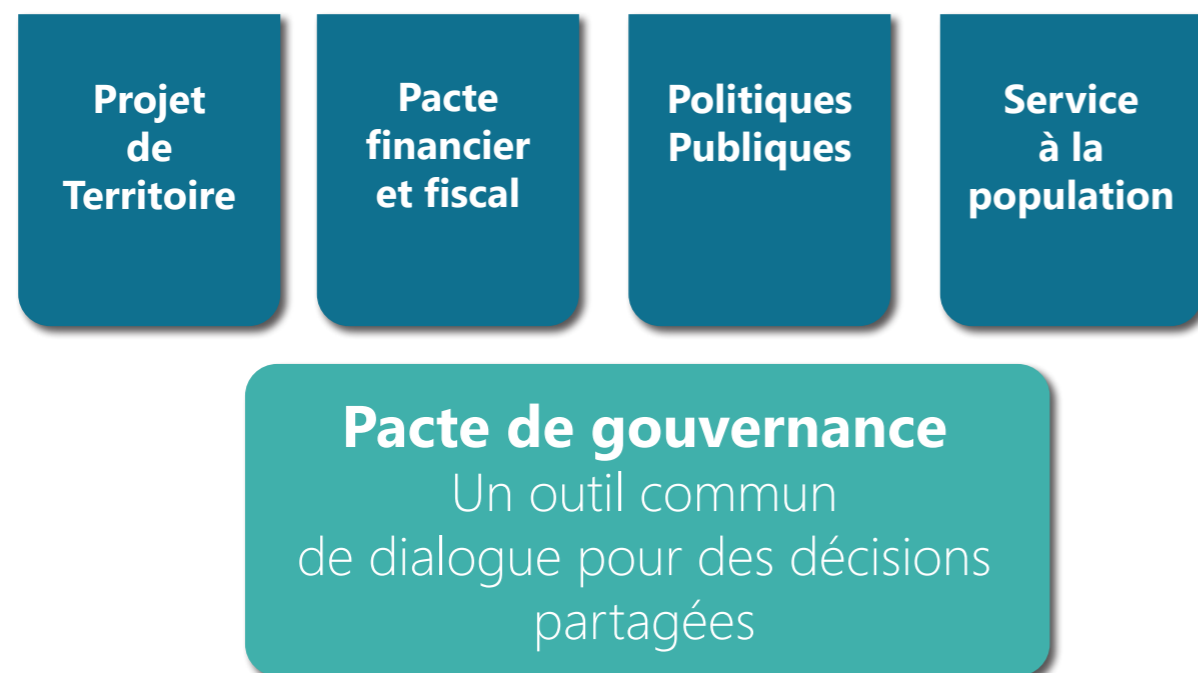 Projet
de
Territoire
Pacte
financier
et fiscal
Politiques
Publiques
Service
à la
population
Pacte de gouvernance
Un outil commun
de dialogue pour des décisions
partagées